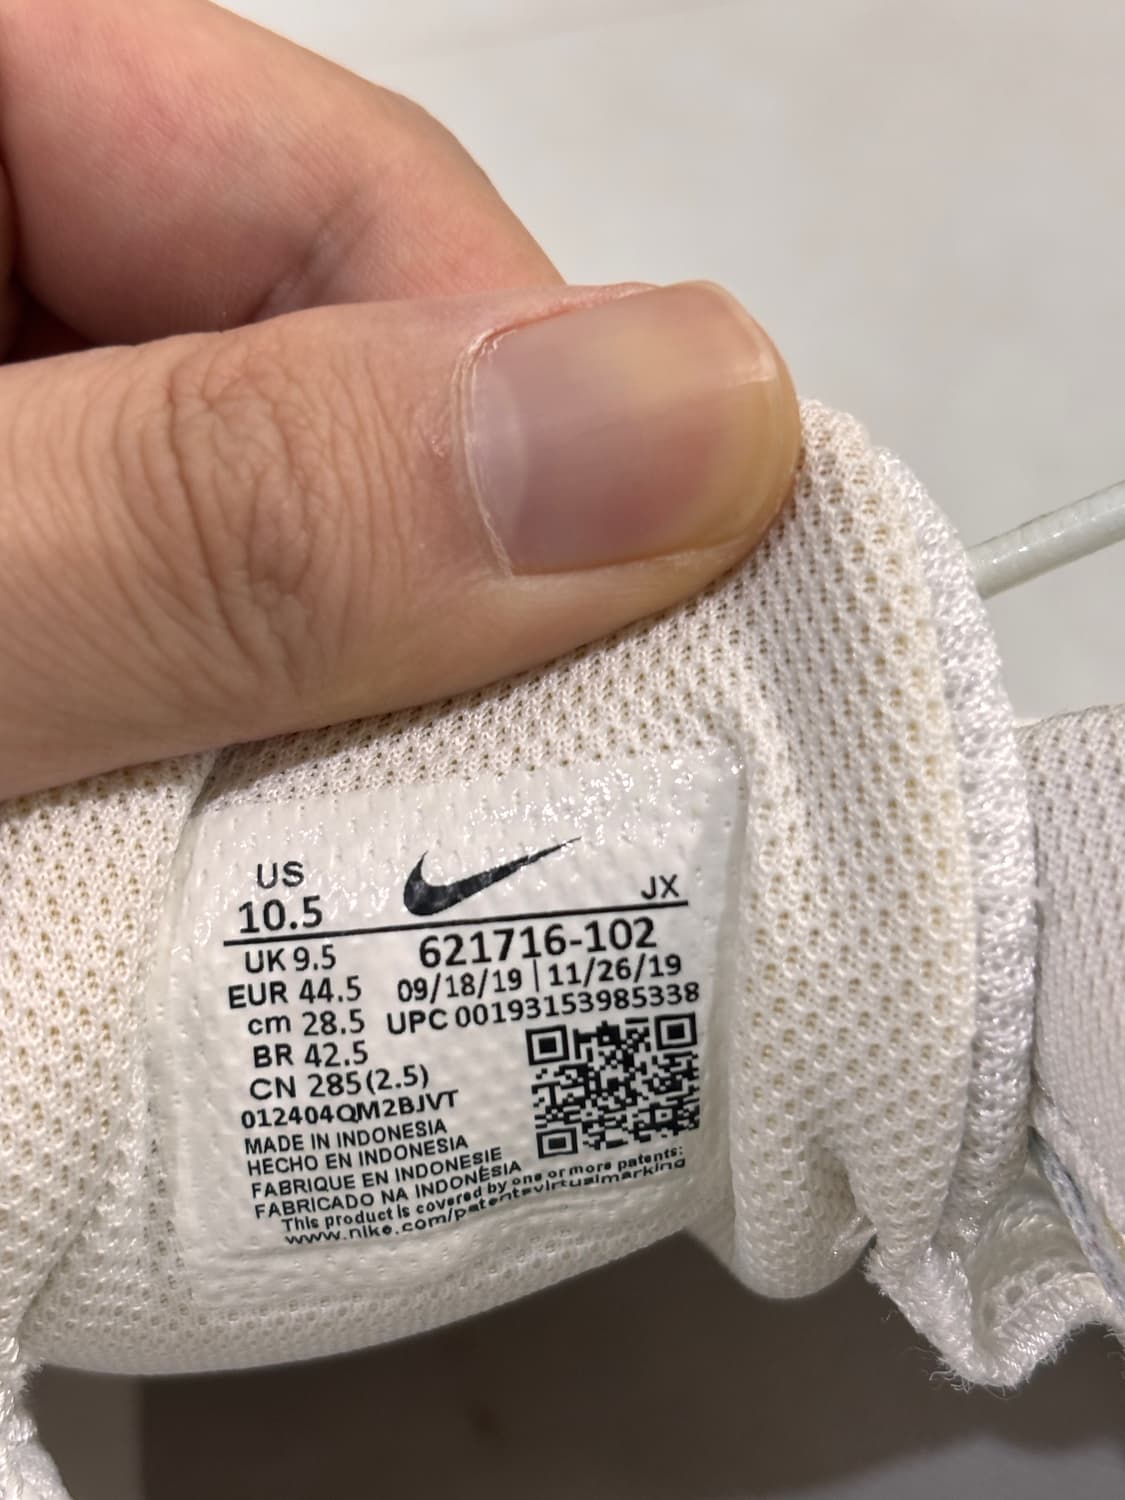 US
10.5
JX
UK 9.5
621716-102
EUR 44.5
09/18/19 | 11/26/19
cm 28.5
UPC 00193153985338
BR 42.5
CN 285(2.5)
012404QM2BJVT
MADE IN INDONESIA
HECHO EN INDONESIA
FABRIQUE EN INDONESIE
FABRICADO NA INDONÉSIA
This product is covered by one or more patents:
www.nike.com/patentsvirtualmarking